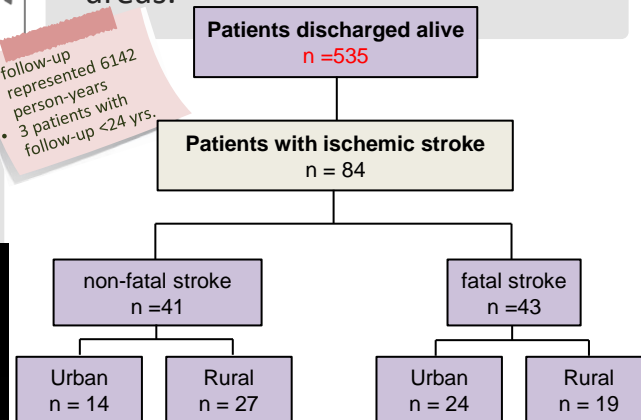 areas.
Patients discharged alive
n =535
follow-up
represented 6142
person-years
• 3 patients with
follow-up <24 yrs.
Patients with ischemic stroke
n = 84
non-fatal stroke
n =41
fatal stroke
n =43
Urban
n = 14
Rural
n = 27
Urban
n = 24
Rural
n = 19